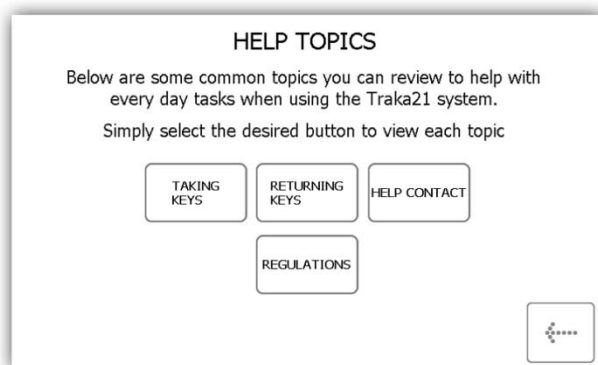 HELP TOPICS
Below are some common topics you can review to help with
every day tasks when using the Traka21 system.
Simply select the desired button to view each topic
TAKING
KEYS
RETURNING
KEYS
HELP CONTACT
REGULATIONS